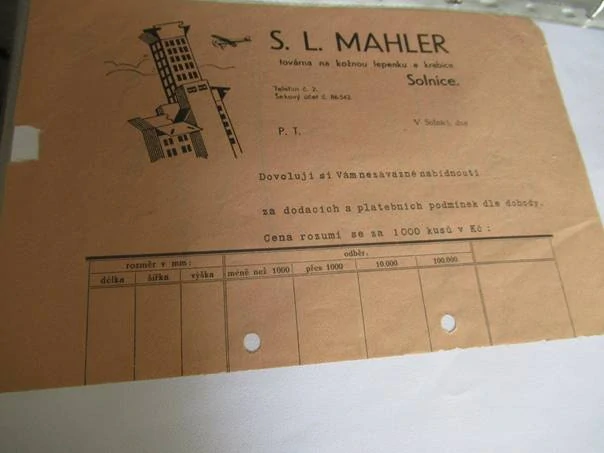 S. L. MAHLER
továrna na kožnou lepenku a krabice
Solnice.
Telefon č. 2.
Šekový účet č. 86.542.
P. T.
V Solnici, dne
Dovoluji si Vám nezávazně nabídnouti
za dodacích a platebních podmínek dle dohody.
Cena rozumí se za 1000 kusů v Kč :
rozměr v mm : odběr.
délka šířka výška méně než 1000 přes 1000 10.000 100.000